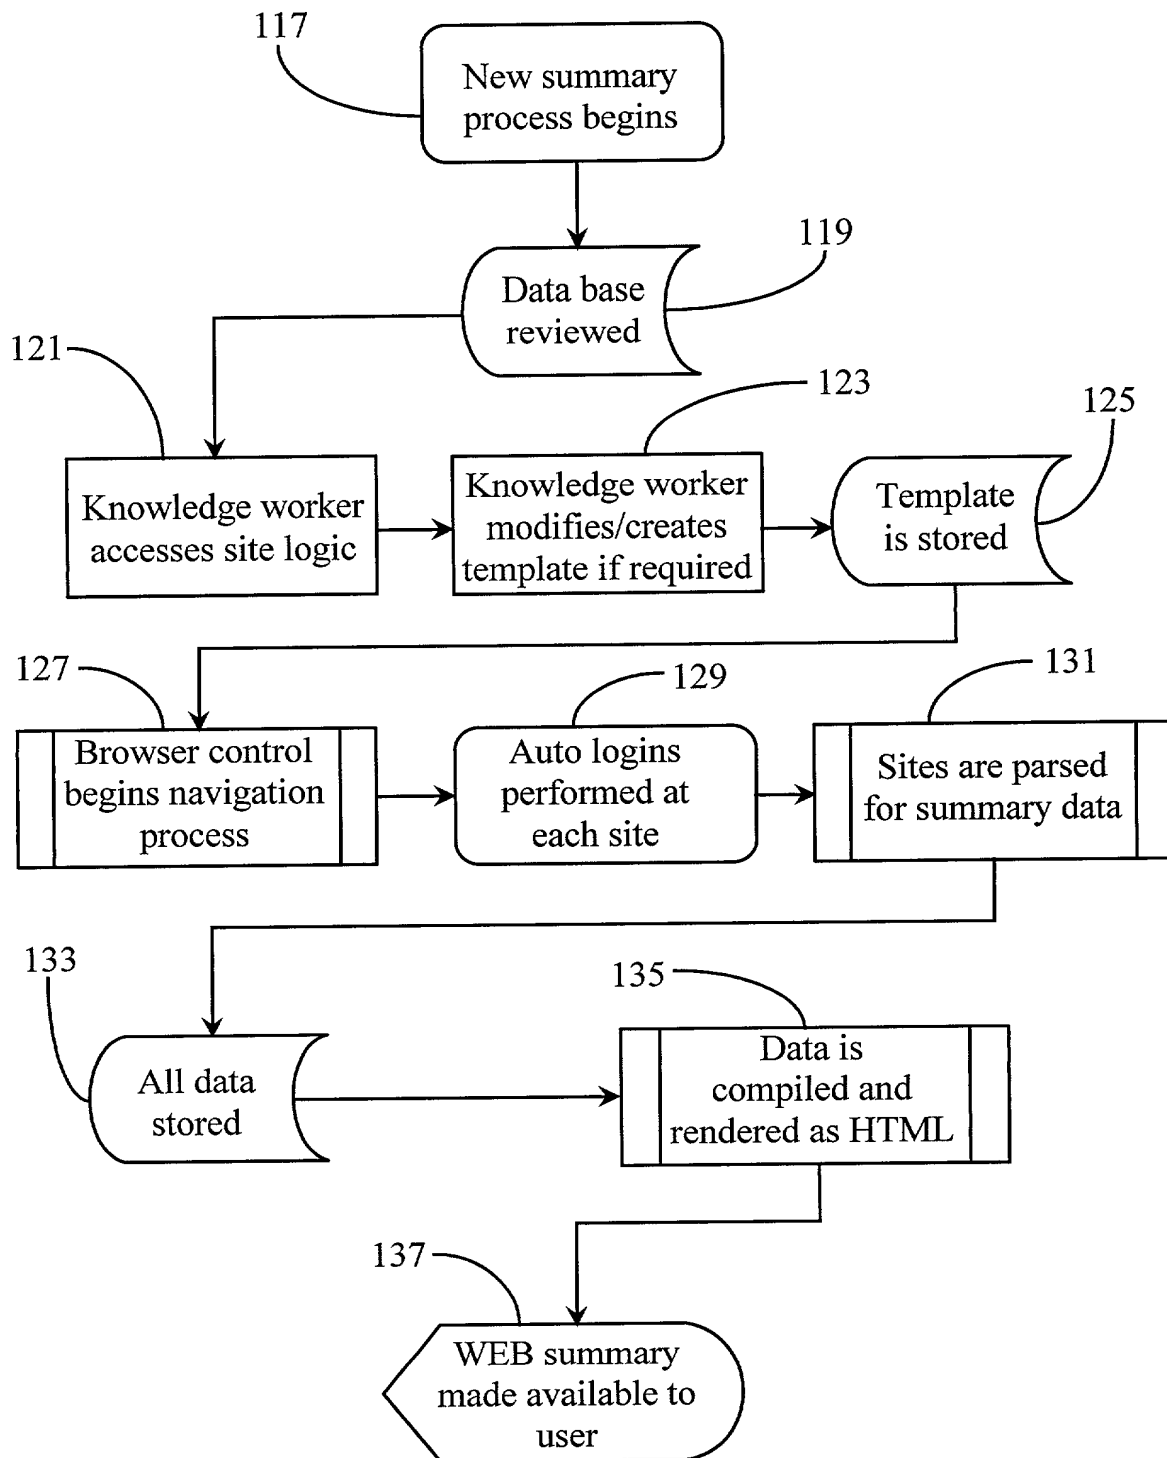 117
New summary
process begins
119
Data base
reviewed
121
123
125
Knowledge worker
accesses site logic
Knowledge worker
modifies/creates
template if required
Template
is stored
127
129
131
Browser control
begins navigation
process
Auto logins
performed at
each site
Sites are parsed
for summary data
133
135
All data
stored
Data is
compiled and
rendered as HTML
137
WEB summary
made available to
user